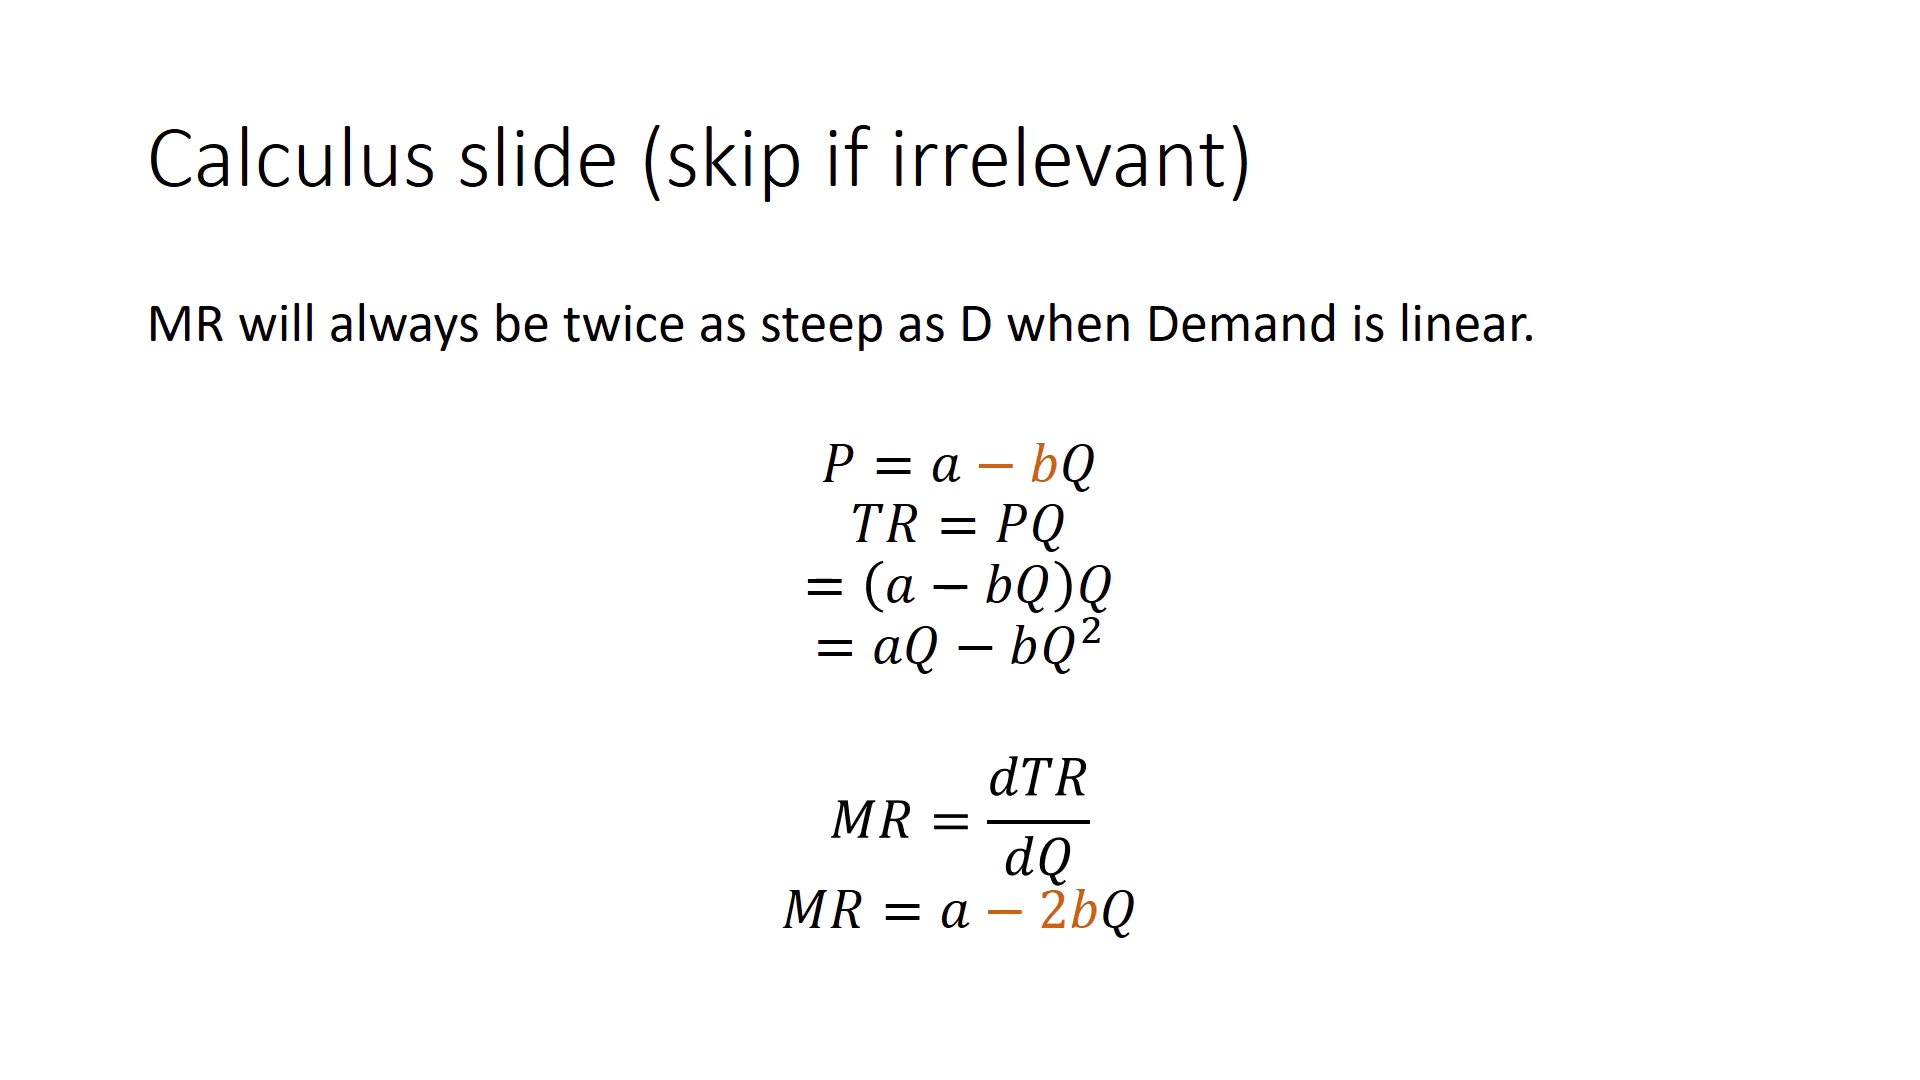 Calculus slide (skip if irrelevant)
MR will always be twice as steep as D when Demand is linear.
P = a − bQ
TR = PQ
= (a − bQ)Q
= aQ − bQ²
MR = dTR/dQ
MR = a − 2bQ